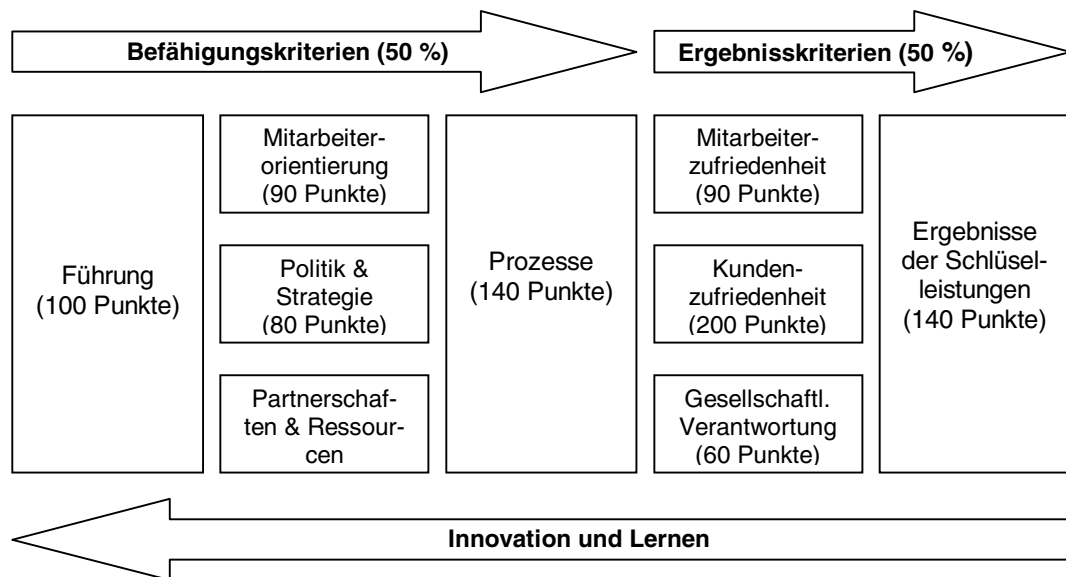 Befähigungskriterien (50 %)
Ergebniskriterien (50 %)
Führung
(100 Punkte)
Mitarbeiter-
orientierung
(90 Punkte)
Politik &
Strategie
(80 Punkte)
Partnerschaf-
ten & Ressour-
cen
Prozesse
(140 Punkte)
Mitarbeiter-
zufriedenheit
(90 Punkte)
Kunden-
zufriedenheit
(200 Punkte)
Gesellschaftl.
Verantwortung
(60 Punkte)
Ergebnisse
der Schlüsel-
leistungen
(140 Punkte)
Innovation und Lernen